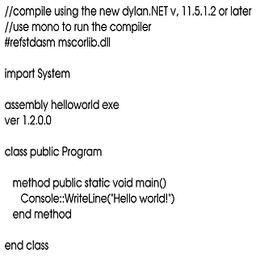 //compile using the new dylan.NET v, 11.5.1.2 or later
//use mono to run the compiler
#refstdasm mscorlib.dll
import System
assembly helloworld exe
ver 1.2.0.0
class public Program
method public static void main()
Console::WriteLine("Hello world!")
end method
end class